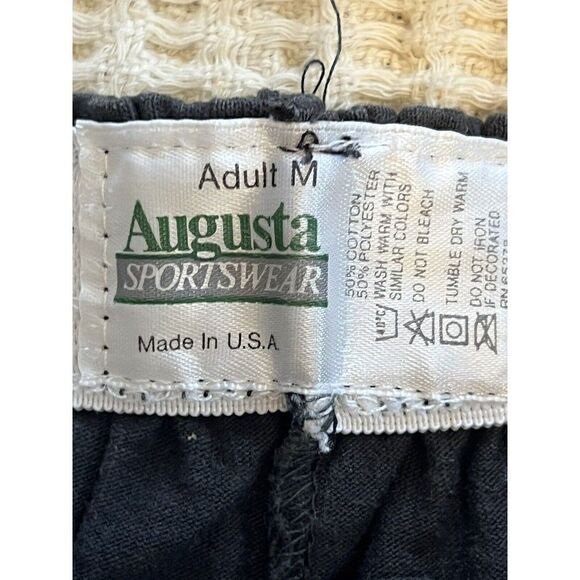 Adult M
Augusta
SPORTSWEAR
Made In U.S.A.
50% COTTON
50% POLYESTER
WASH WARM WITH
SIMILAR COLORS
DO NOT BLEACH
TUMBLE DRY WARM
DO NOT IRON
IF DECORATED